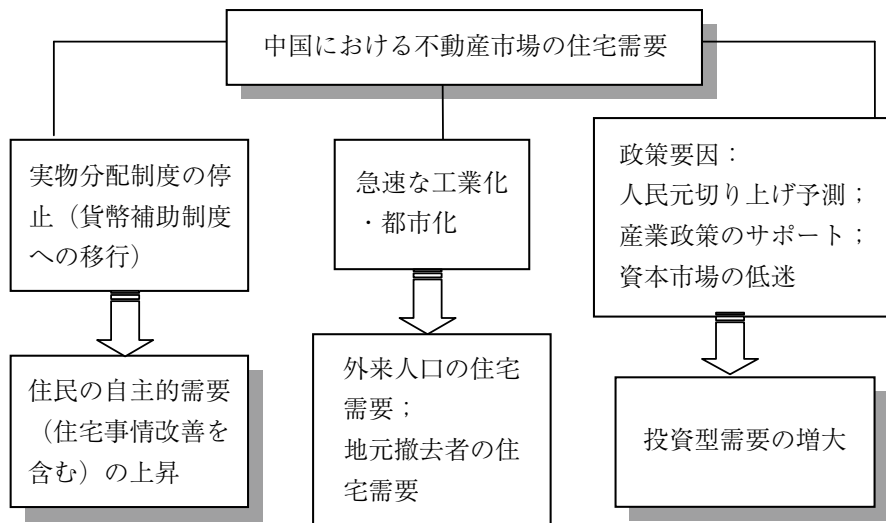 中国における不動産市場の住宅需要
実物分配制度の停
止（貨幣補助制度
への移行）
急速な工業化
・都市化
政策要因：
人民元切り上げ予測；
産業政策のサポート；
資本市場の低迷
住民の自主的需要
（住宅事情改善を
含む）の上昇
外来人口の住宅
需要；
地元撤去者の住
宅需要
投資型需要の増大